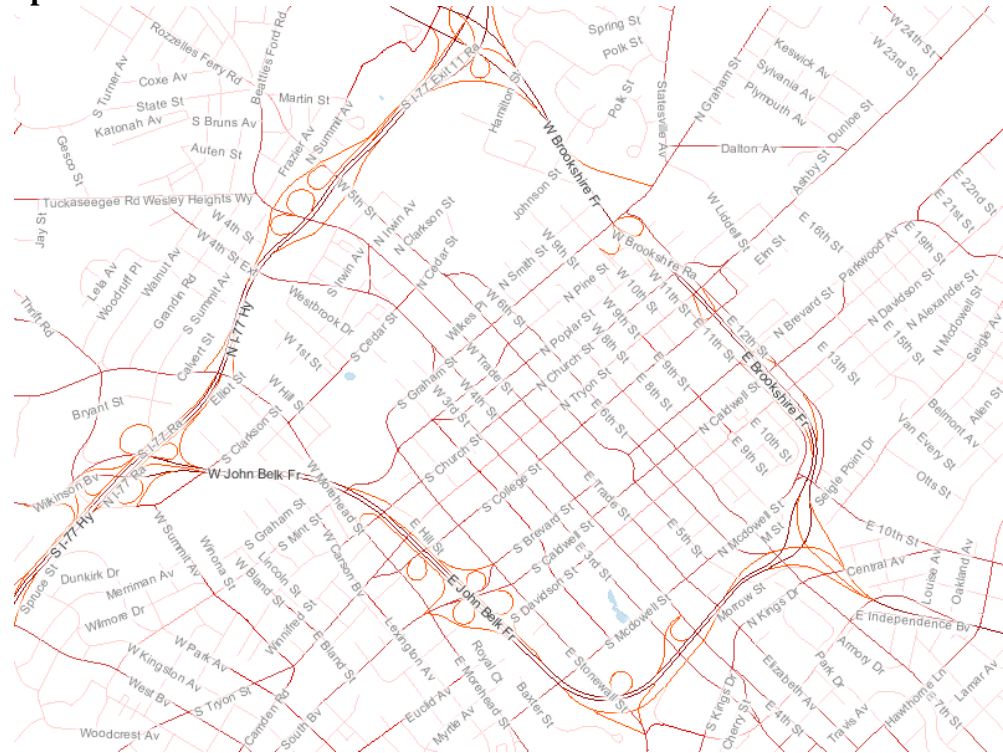 Rozzelles Ferry Rd
Beatties Ford Rd
S Turner Av
Coxe Av
State St
Katonah Av
S Bruns Av
Martin St
Auten St
Frazier Av
N Summit Av
Gesco St
S I-77 Exit 11 Ra
Hamilton St
Spring St
Polk St
Polk St
Statesville Av
N Graham St
Keswick Av
Sylvania Av
Plymouth Av
W 24th St
W 23rd St
Dunloe St
Ashby St
Dalton Av
W Brookshire Fr
Tuckaseegee Rd
Wesley Heights Wy
Jay St
W 5th St
W 4th St
W 4th St Ex
N Irwin Av
N Clarkson St
N Cedar St
S Irwin Av
Johnson St
W Liddell St
Elm St
E 16th St
Parkwood Av
E 22nd St
E 21st St
E 19th St
N Davidson St
N Alexander St
N Mcdowell St
Seigle Av
E 15th St
N Brevard St
E 13th St
W Brookshire Ra
Lela Av
Woodruff Pl
Walnut Av
Grandin Rd
S Summit Av
Thrift Rd
N I-77 Hy
Westbrook Dr
W 1st St
S Cedar St
Wilkes Pl
N Smith St
W 6th St
W 9th St
N Pine St
W 10th St
W 11th St
N Poplar St
W 9th St
W 8th St
N Church St
N Tryon St
E 11th St
E 12th St
E Brookshire Fr
E 9th St
E 8th St
E 6th St
N Caldwell St
E 10th St
E 9th St
Calvert St
Elliot St
W Hill St
S Graham St
W Trade St
W 4th St
W 3rd St
S Church St
S College St
E Trade St
E 5th St
Bryant St
S I-77 Ra
N I-77 Ra
Wilkinson Bv
S I-77 Hy
S Clarkson St
W John Belk Fr
W Morehead St
Belmont Av
Allen St
Van Every St
Otts St
Seigle Point Dr
E 10th St
Central Av
Louise Av
Oakland Av
E Independence Bv
N Mcdowell St
M St
Morrow St
N Kings Dr
Spruce St
Dunkirk Dr
Merriman Av
Wilmore Dr
W Summit Av
Winona St
W Bland St
S Graham St
S Mint St
Lincoln St
Winnifred St
W Carson Bv
E Hill St
E John Belk Fr
S Brevard St
S Caldwell St
S Davidson St
E 3rd St
S Mcdowell St
E Stonewall St
W Park Av
W Kingston Av
West Bv
S Tryon St
Camden Rd
South Bv
E Bland St
Lexington Av
Euclid Av
Myrtle Av
E Morehead St
Royal Ct
Baxter St
Woodcrest Av
S Kings Dr
Cherry St
Elizabeth Av
E 4th St
Park Dr
Travis Av
Armory Dr
Hawthorne Ln
E 7th St
Lamar Av